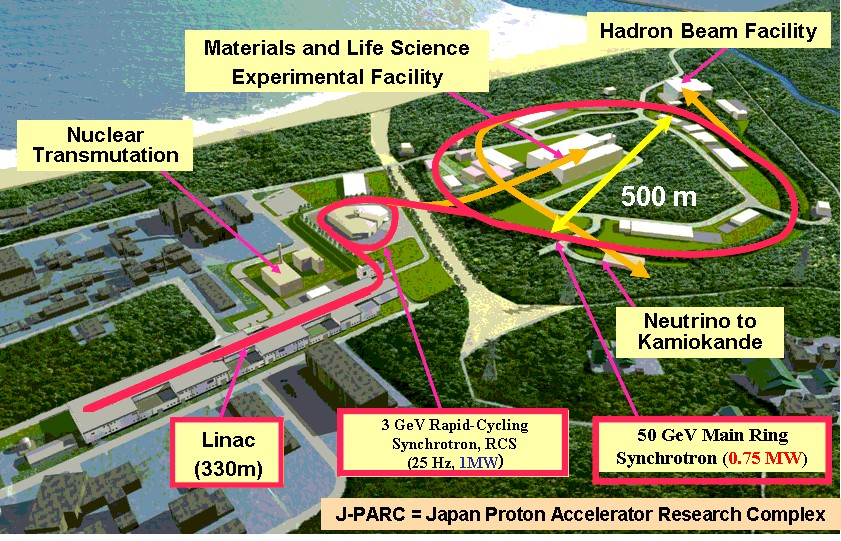 Hadron Beam Facility
Materials and Life Science
Experimental Facility
Nuclear
Transmutation
500 m
Neutrino to
Kamiokande
Linac
(330m)
3 GeV Rapid-Cycling
Synchrotron, RCS
(25 Hz, 1MW)
50 GeV Main Ring
Synchrotron (0.75 MW)
J-PARC = Japan Proton Accelerator Research Complex